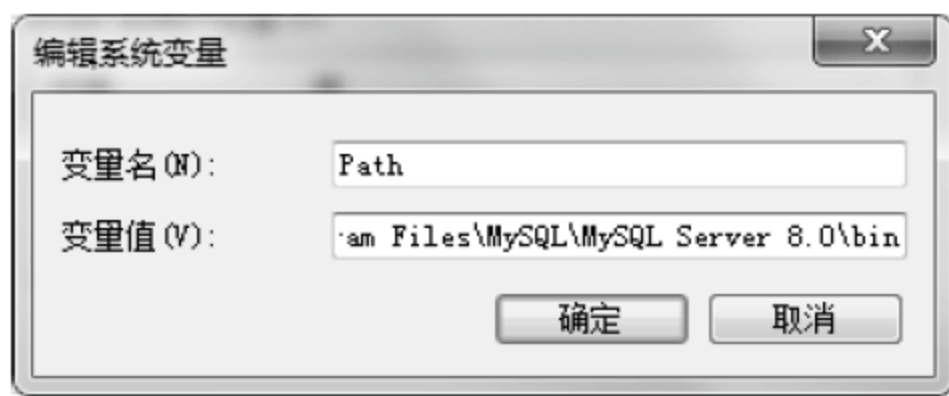 编辑系统变量
变量名(N): Path
变量值(V): am Files\MySQL\MySQL Server 8.0\bin
确定 取消